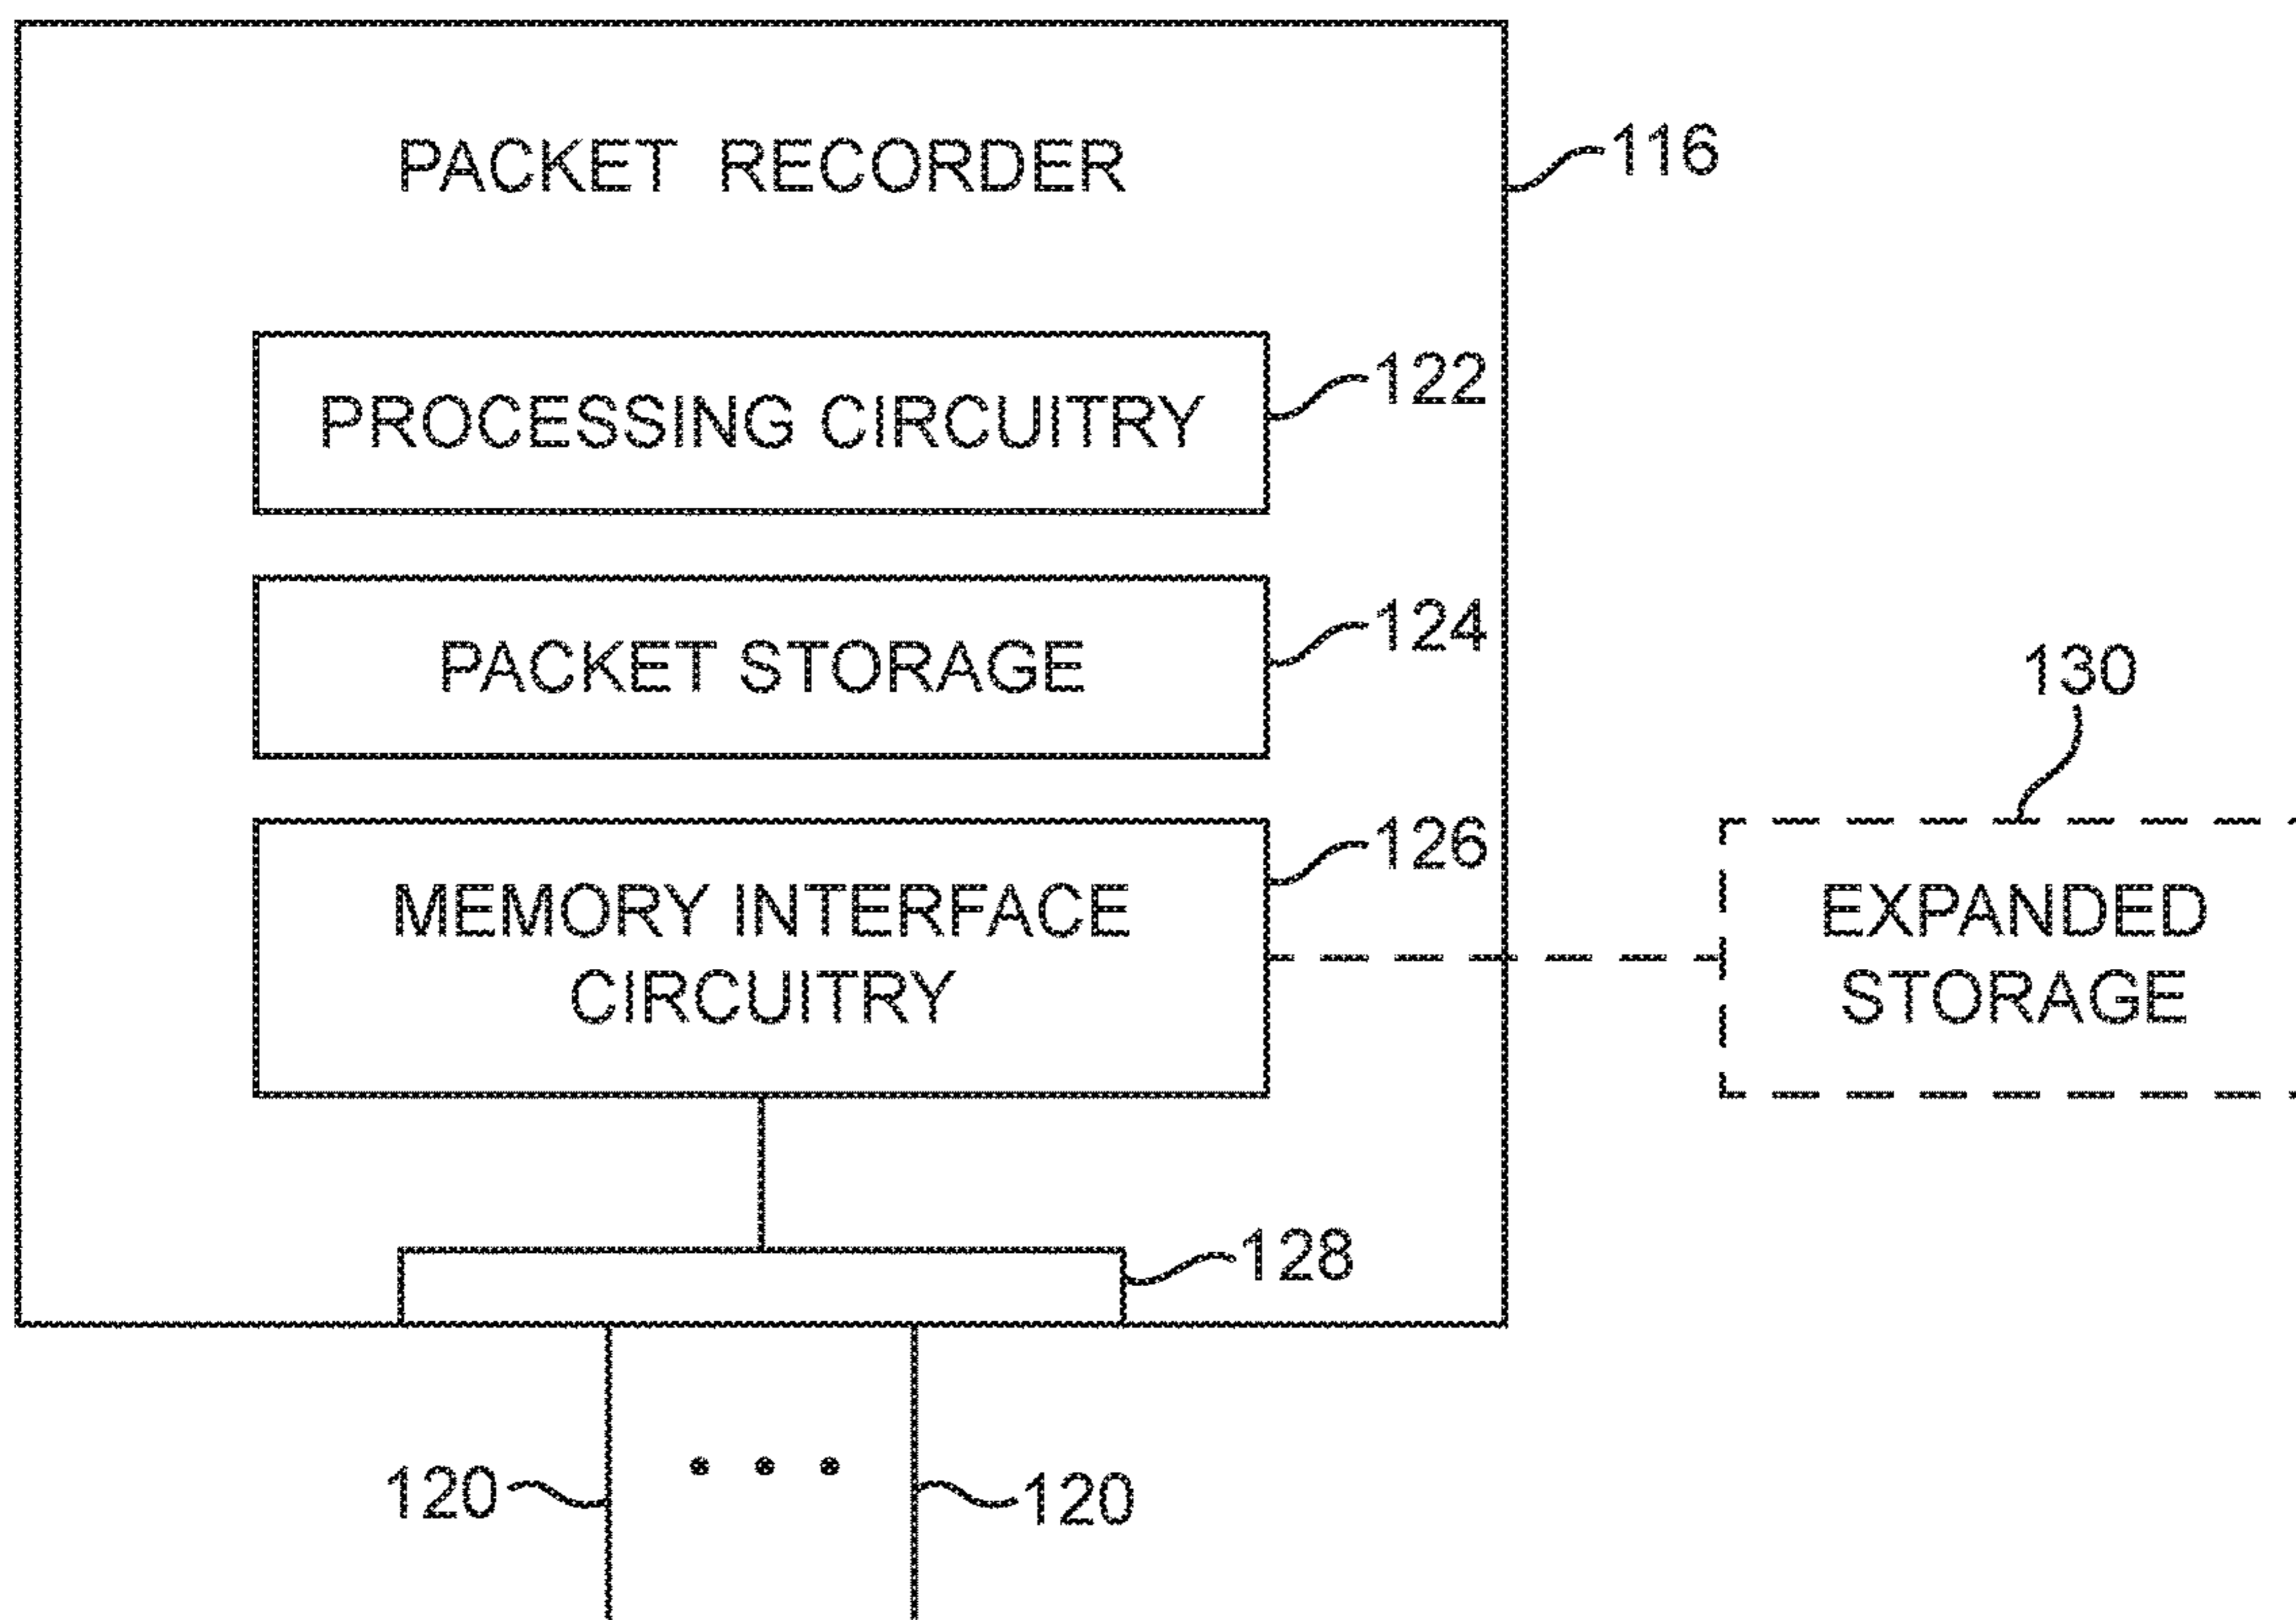 PACKET RECORDER
116
PROCESSING CIRCUITRY
122
PACKET STORAGE
124
130
MEMORY INTERFACE
CIRCUITRY
126
EXPANDED
STORAGE
128
120
120